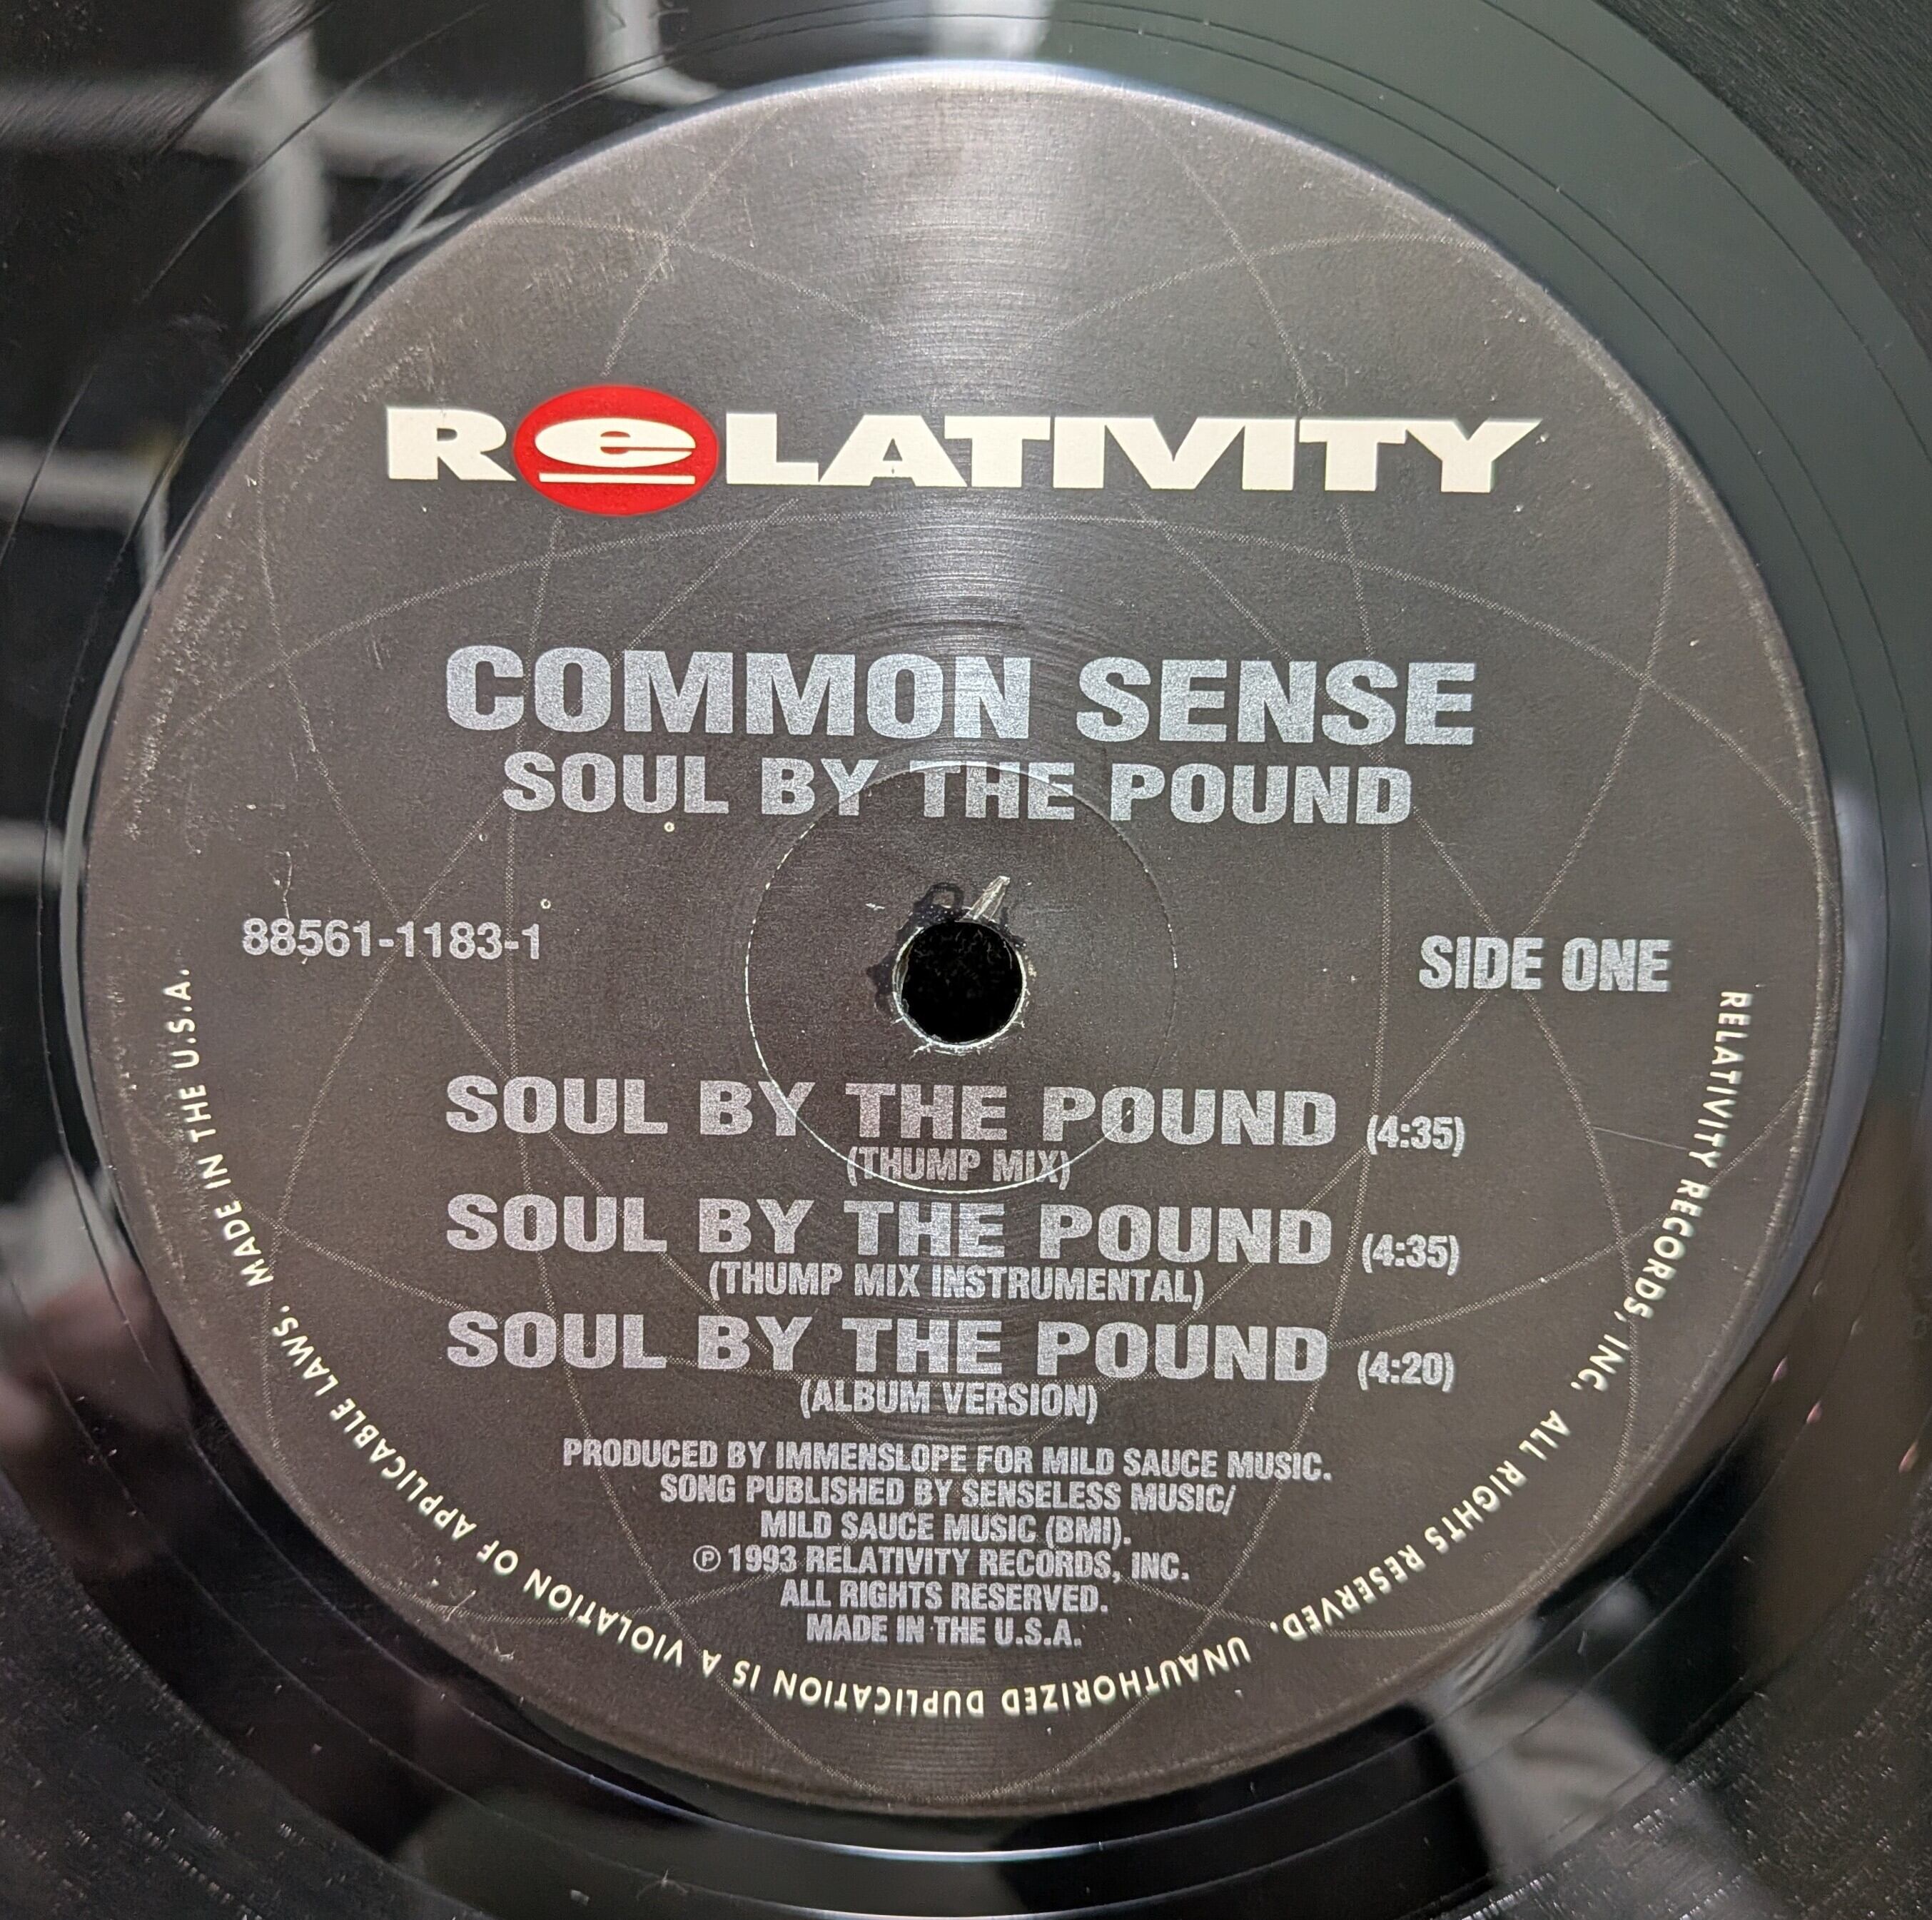 ReLATIVITY
COMMON SENSE
SOUL BY THE POUND
88561-1183-1
SIDE ONE
SOUL BY THE POUND (4:35)
(THUMP MIX)
SOUL BY THE POUND (4:35)
(THUMP MIX INSTRUMENTAL)
SOUL BY THE POUND (4:20)
(ALBUM VERSION)
PRODUCED BY IMMENSLOPE FOR MILD SAUCE MUSIC.
SONG PUBLISHED BY SENSELESS MUSIC/
MILD SAUCE MUSIC (BMI).
℗ 1993 RELATIVITY RECORDS, INC.
ALL RIGHTS RESERVED.
MADE IN THE U.S.A.
RELATIVITY RECORDS, INC. ALL RIGHTS RESERVED. UNAUTHORIZED DUPLICATION IS A VIOLATION OF APPLICABLE LAWS. MADE IN THE U.S.A.